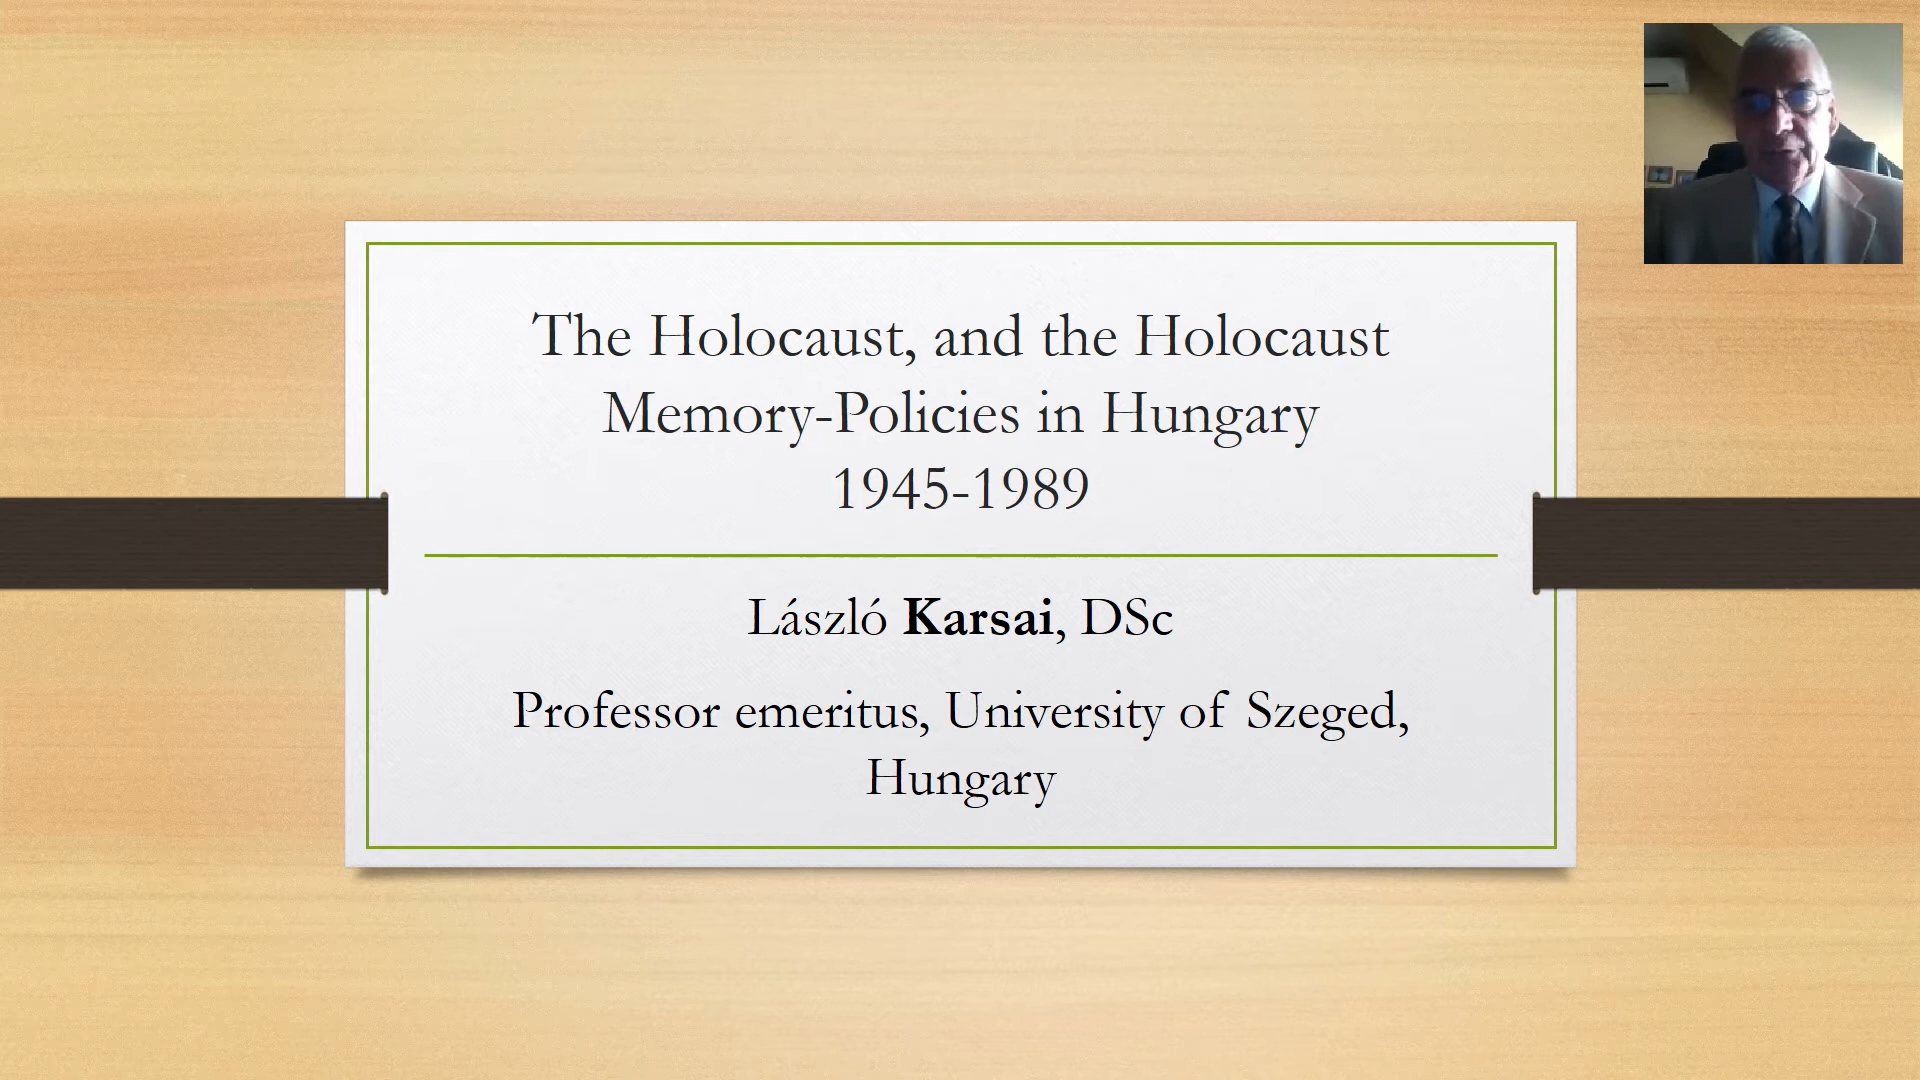 The Holocaust, and the Holocaust
Memory-Policies in Hungary
1945-1989
László Karsai, DSc
Professor emeritus, University of Szeged,
Hungary